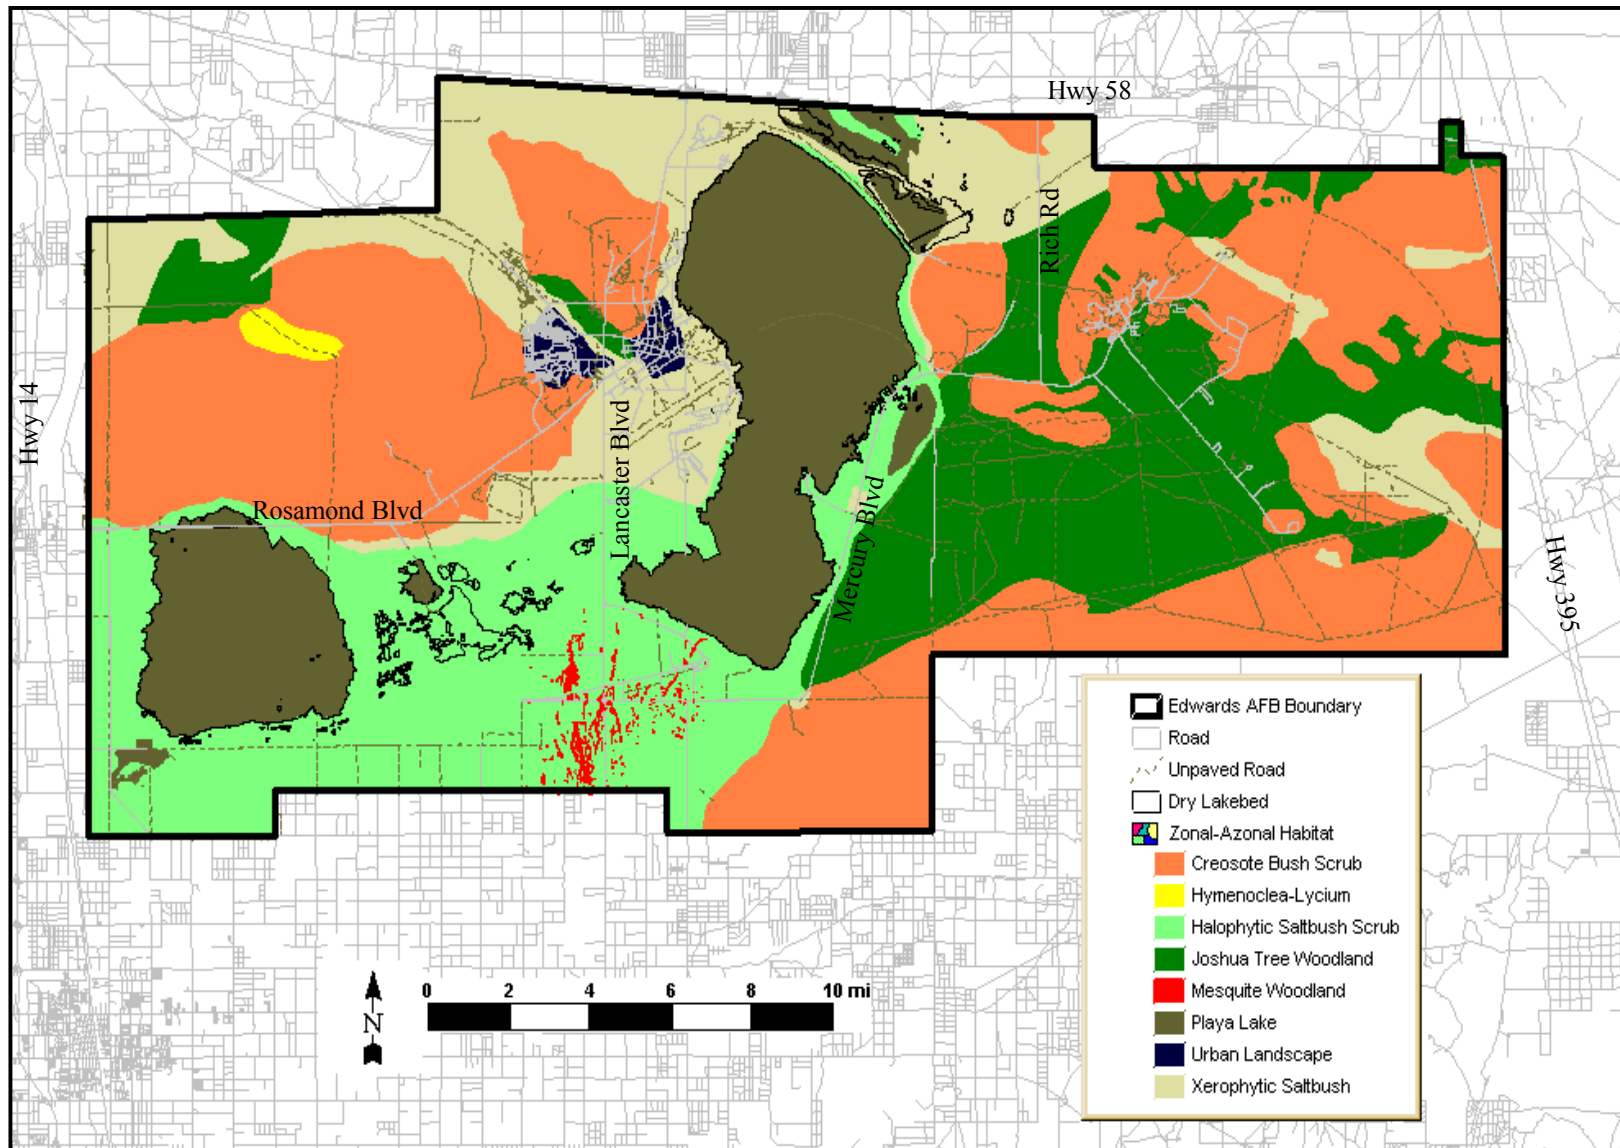 Hwy 58
Rich Rd
Hwy 14
Lancaster Blvd
Rosamond Blvd
Mercury Blvd
Hwy 395
Edwards AFB Boundary
Road
Unpaved Road
Dry Lakebed
Zonal-Azonal Habitat
Creosote Bush Scrub
Hymenoclea-Lycium
Halophytic Saltbush Scrub
Joshua Tree Woodland
Mesquite Woodland
Playa Lake
Urban Landscape
Xerophytic Saltbush
0 2 4 6 8 10 mi
N